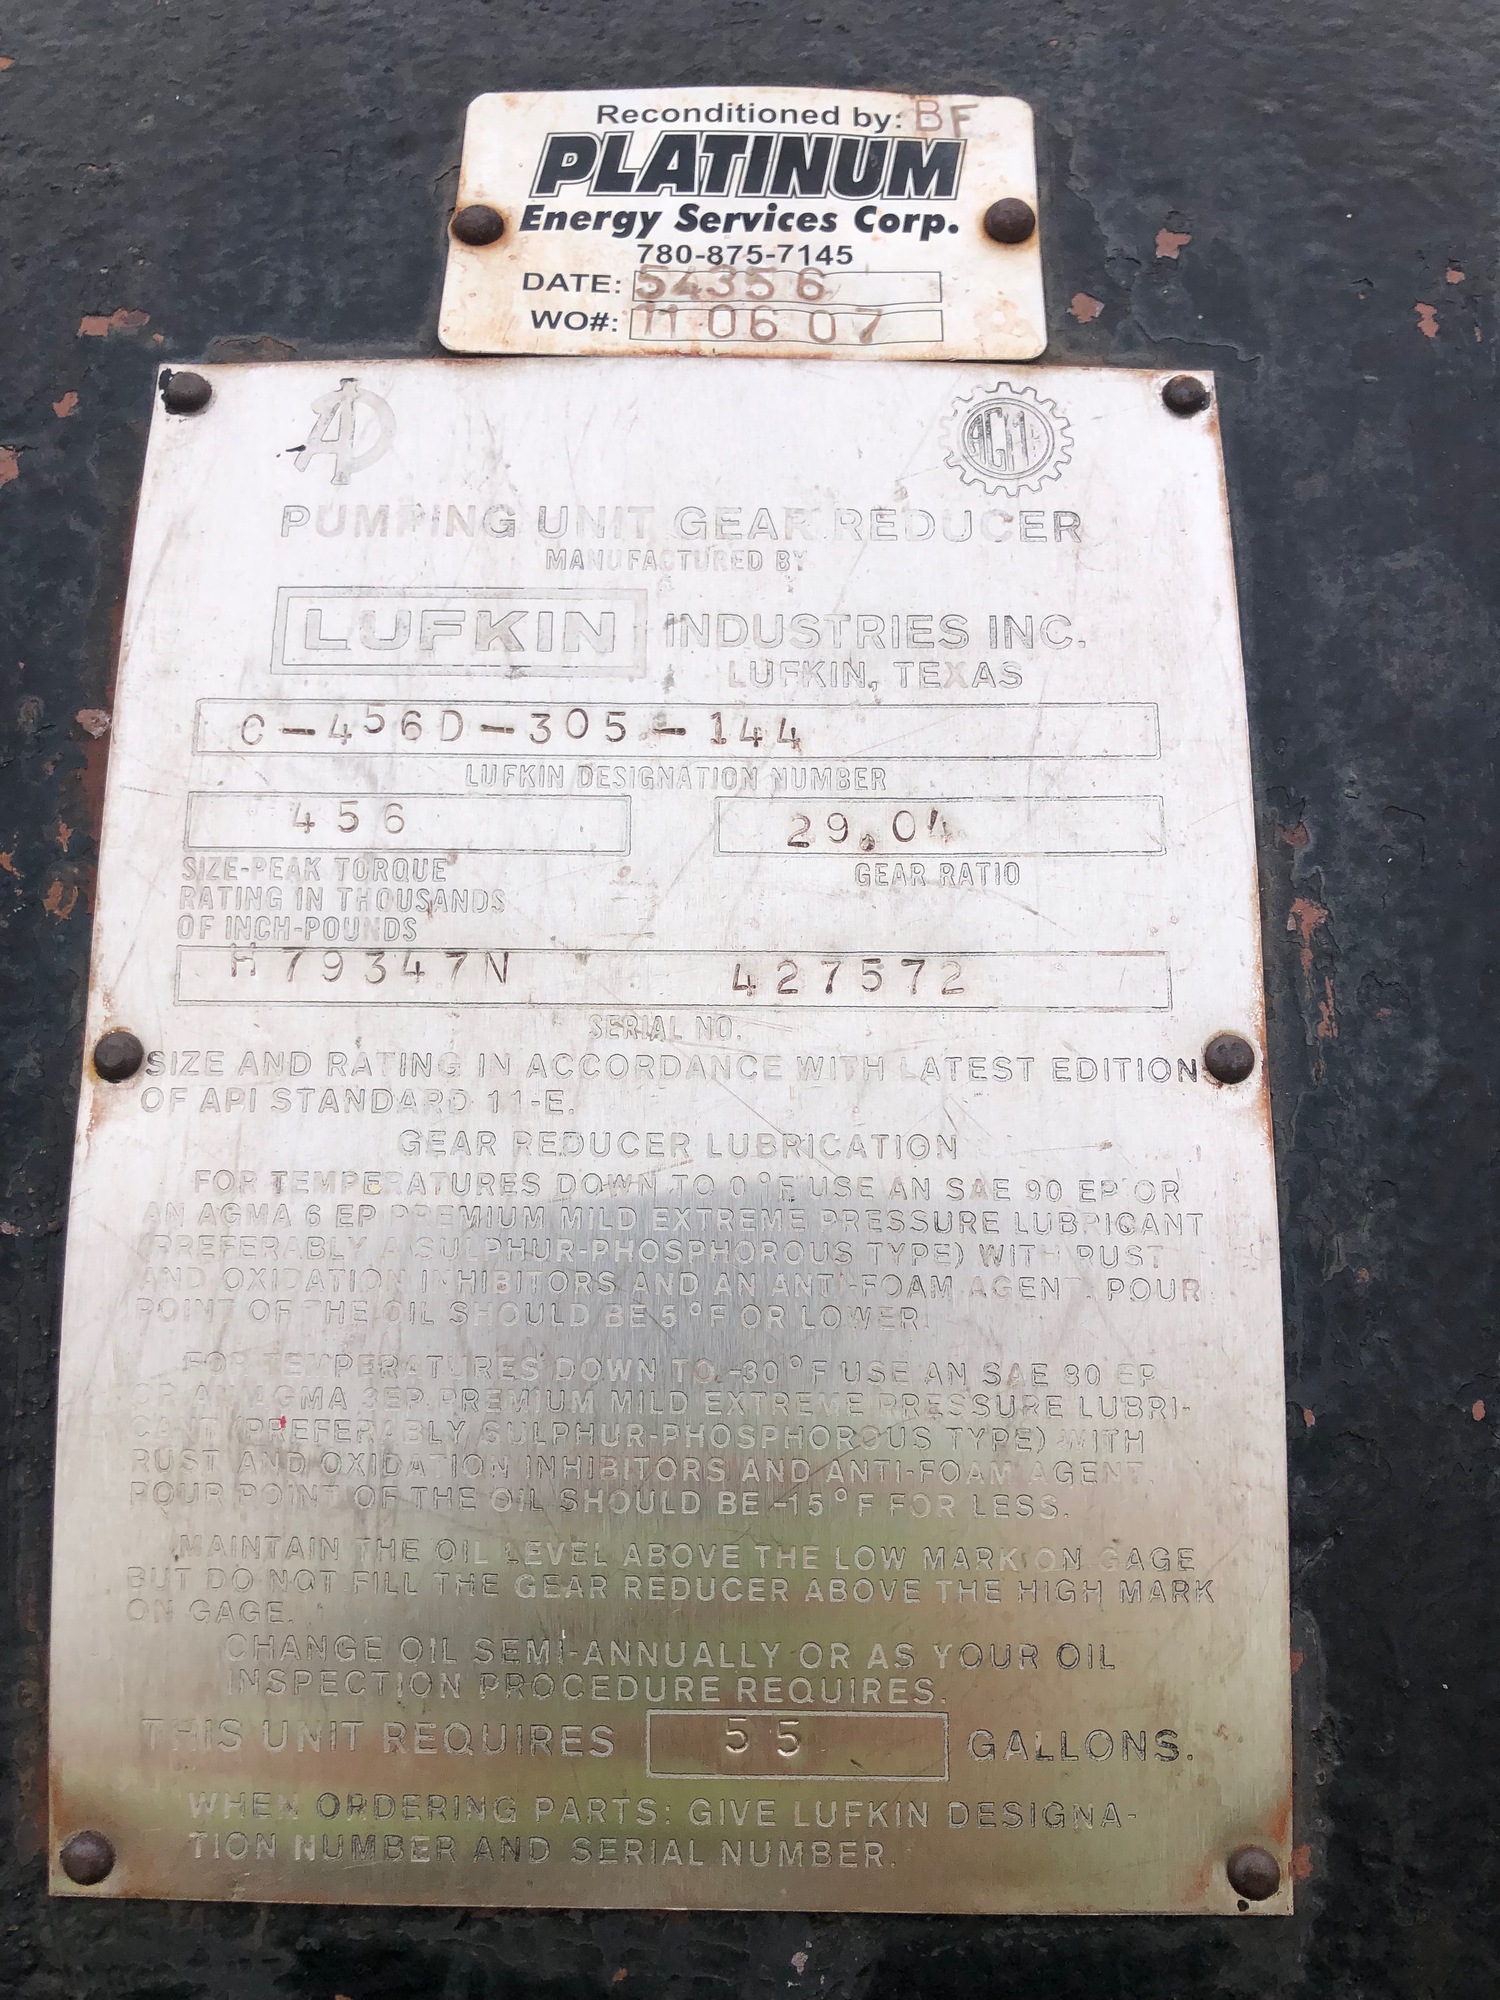 Reconditioned by: BF
PLATINUM
Energy Services Corp.
780-875-7145
DATE: 54356
WO#: 11 06 07
AGMA
PUMPING UNIT GEAR REDUCER
MANUFACTURED BY
LUFKIN INDUSTRIES INC.
LUFKIN, TEXAS
C-456D-305-144
LUFKIN DESIGNATION NUMBER
456 29.04
SIZE-PEAK TORQUE GEAR RATIO
RATING IN THOUSANDS
OF INCH-POUNDS
H79347N 427572
SERIAL NO.
SIZE AND RATING IN ACCORDANCE WITH LATEST EDITION
OF API STANDARD 11-E.
GEAR REDUCER LUBRICATION
FOR TEMPERATURES DOWN TO 0°F USE AN SAE 90 EP OR
AN AGMA 6 EP PREMIUM MILD EXTREME PRESSURE LUBRICANT
(PREFERABLY A SULPHUR-PHOSPHOROUS TYPE) WITH RUST
AND OXIDATION INHIBITORS AND AN ANTI-FOAM AGENT. POUR
POINT OF THE OIL SHOULD BE 5°F OR LOWER.
FOR TEMPERATURES DOWN TO -30°F USE AN SAE 80 EP
OR AN AGMA 3EP PREMIUM MILD EXTREME PRESSURE LUBRI-
CANT (PREFERABLY SULPHUR-PHOSPHOROUS TYPE) WITH
RUST AND OXIDATION INHIBITORS AND ANTI-FOAM AGENT.
POUR POINT OF THE OIL SHOULD BE -15°F FOR LESS.
MAINTAIN THE OIL LEVEL ABOVE THE LOW MARK ON GAGE
BUT DO NOT FILL THE GEAR REDUCER ABOVE THE HIGH MARK
ON GAGE.
CHANGE OIL SEMI-ANNUALLY OR AS YOUR OIL
INSPECTION PROCEDURE REQUIRES.
THIS UNIT REQUIRES 55 GALLONS.
WHEN ORDERING PARTS: GIVE LUFKIN DESIGNA-
TION NUMBER AND SERIAL NUMBER.